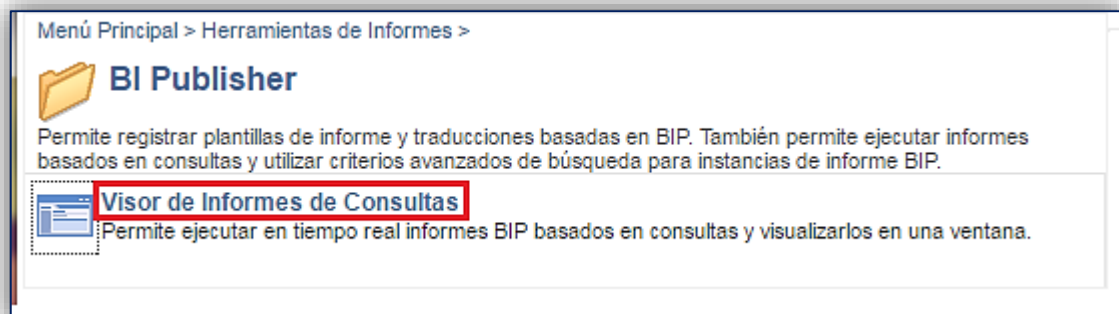 Menú Principal > Herramientas de Informes >
BI Publisher
Permite registrar plantillas de informe y traducciones basadas en BIP. También permite ejecutar informes
basados en consultas y utilizar criterios avanzados de búsqueda para instancias de informe BIP.
Visor de Informes de Consultas
Permite ejecutar en tiempo real informes BIP basados en consultas y visualizarlos en una ventana.